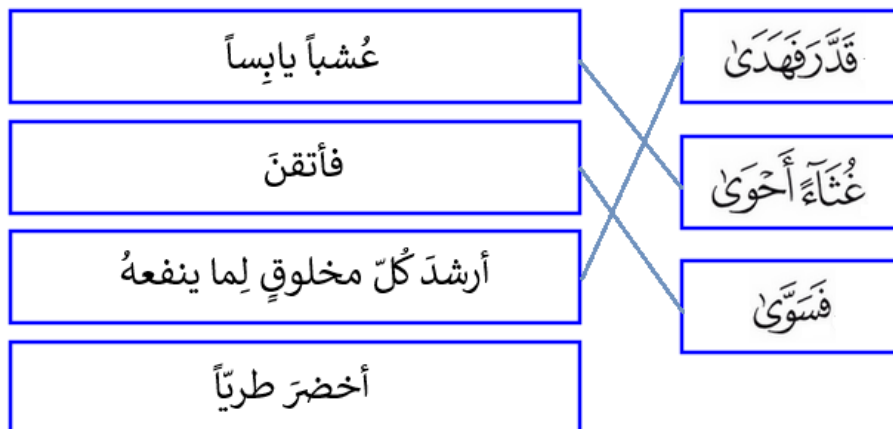 قَدَّرَ فَهَدَىٰ
عُشباً يابِساً
غُثَآءً أَحْوَىٰ
فأتقنَ
فَسَوَّىٰ
أرشدَ كُلّ مخلوقٍ لِما ينفعهُ
أخضرَ طريّاً